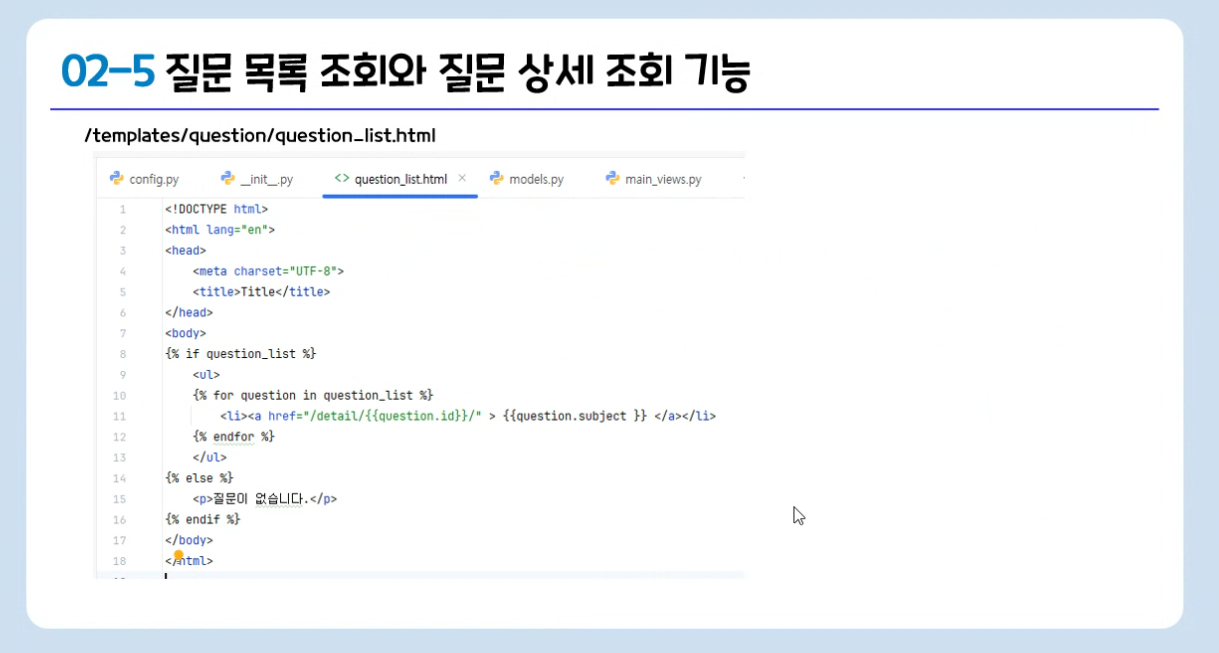 02-5 질문 목록 조회와 질문 상세 조회 기능
/templates/question/question_list.html
config.py __init__.py <> question_list.html × models.py main_views.py
1 <!DOCTYPE html>
2 <html lang="en">
3 <head>
4 <meta charset="UTF-8">
5 <title>Title</title>
6 </head>
7 <body>
8 {% if question_list %}
9 <ul>
10 {% for question in question_list %}
11 <li><a href="/detail/{{question.id}}/" > {{question.subject }} </a></li>
12 {% endfor %}
13 </ul>
14 {% else %}
15 <p>질문이 없습니다.</p>
16 {% endif %}
17 </body>
18 </html>